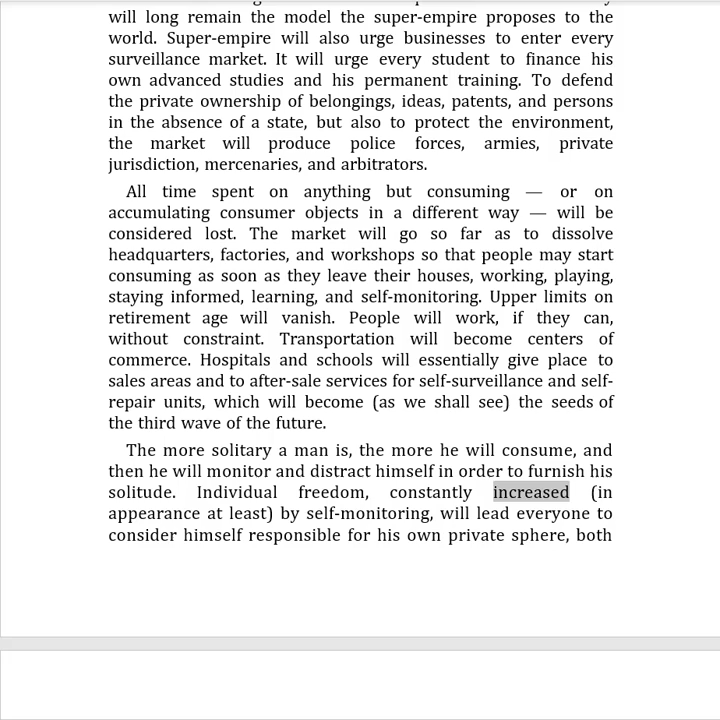 will long remain the model the super-empire proposes to the
world. Super-empire will also urge businesses to enter every
surveillance market. It will urge every student to finance his
own advanced studies and his permanent training. To defend
the private ownership of belongings, ideas, patents, and persons
in the absence of a state, but also to protect the environment,
the market will produce police forces, armies, private
jurisdiction, mercenaries, and arbitrators.
All time spent on anything but consuming — or on
accumulating consumer objects in a different way — will be
considered lost. The market will go so far as to dissolve
headquarters, factories, and workshops so that people may start
consuming as soon as they leave their houses, working, playing,
staying informed, learning, and self-monitoring. Upper limits on
retirement age will vanish. People will work, if they can,
without constraint. Transportation will become centers of
commerce. Hospitals and schools will essentially give place to
sales areas and to after-sale services for self-surveillance and self-
repair units, which will become (as we shall see) the seeds of
the third wave of the future.
The more solitary a man is, the more he will consume, and
then he will monitor and distract himself in order to furnish his
solitude. Individual freedom, constantly increased (in
appearance at least) by self-monitoring, will lead everyone to
consider himself responsible for his own private sphere, both